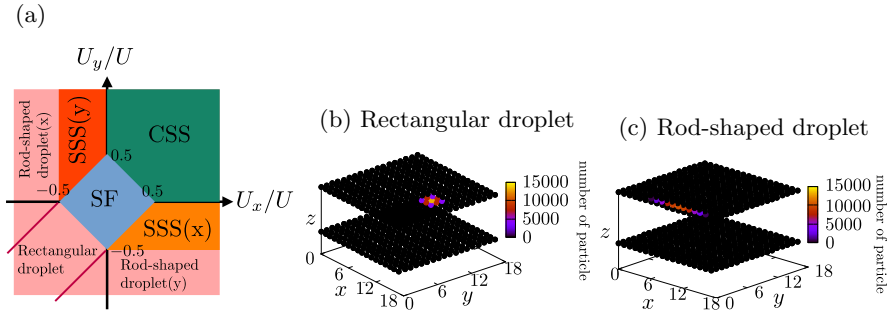 (a)
U_y/U
Rod-shaped
droplet(x)
SSS(y)
CSS
0.5
−0.5
SF
0.5
U_x/U
SSS(x)
Rectangular
droplet
−0.5
Rod-shaped
droplet(y)
(b) Rectangular droplet
z
0
6
12
18
x
0
6
12
18
y
15000
10000
5000
0
number of particle
(c) Rod-shaped droplet
z
0
6
12
18
x
0
6
12
18
y
15000
10000
5000
0
number of particle